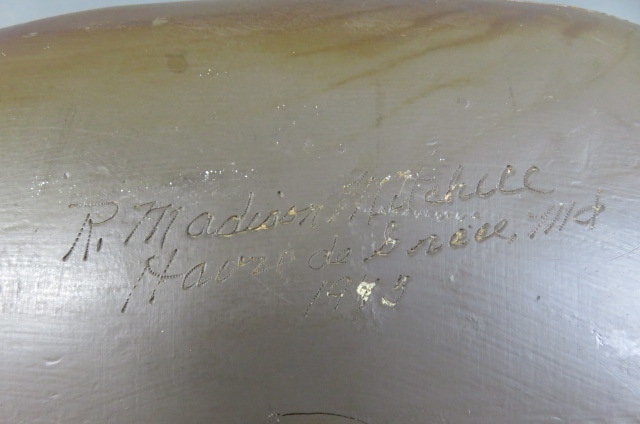 R. Madison Mitchell
Havre de Grace, Md